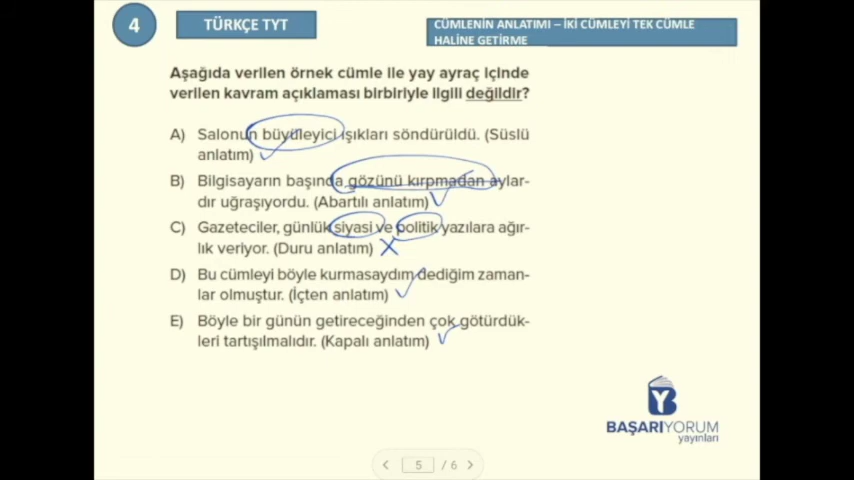 4
TÜRKÇE TYT
CÜMLENİN ANLATIMI – İKİ CÜMLEYİ TEK CÜMLE
HALİNE GETİRME
Aşağıda verilen örnek cümle ile yay ayraç içinde
verilen kavram açıklaması birbiriyle ilgili değildir?
A) Salonun büyüleyici ışıkları söndürüldü. (Süslü
anlatım)
B) Bilgisayarın başında gözünü kırpmadan aylar-
dır uğraşıyordu. (Abartılı anlatım)
C) Gazeteciler, günlük siyasi ve politik yazılara ağır-
lık veriyor. (Duru anlatım)
D) Bu cümleyi böyle kurmasaydım dediğim zaman-
lar olmuştur. (İçten anlatım)
E) Böyle bir günün getireceğinden çok götürdük-
leri tartışılmalıdır. (Kapalı anlatım)
BAŞARIYORUM
yayınları
5 / 6